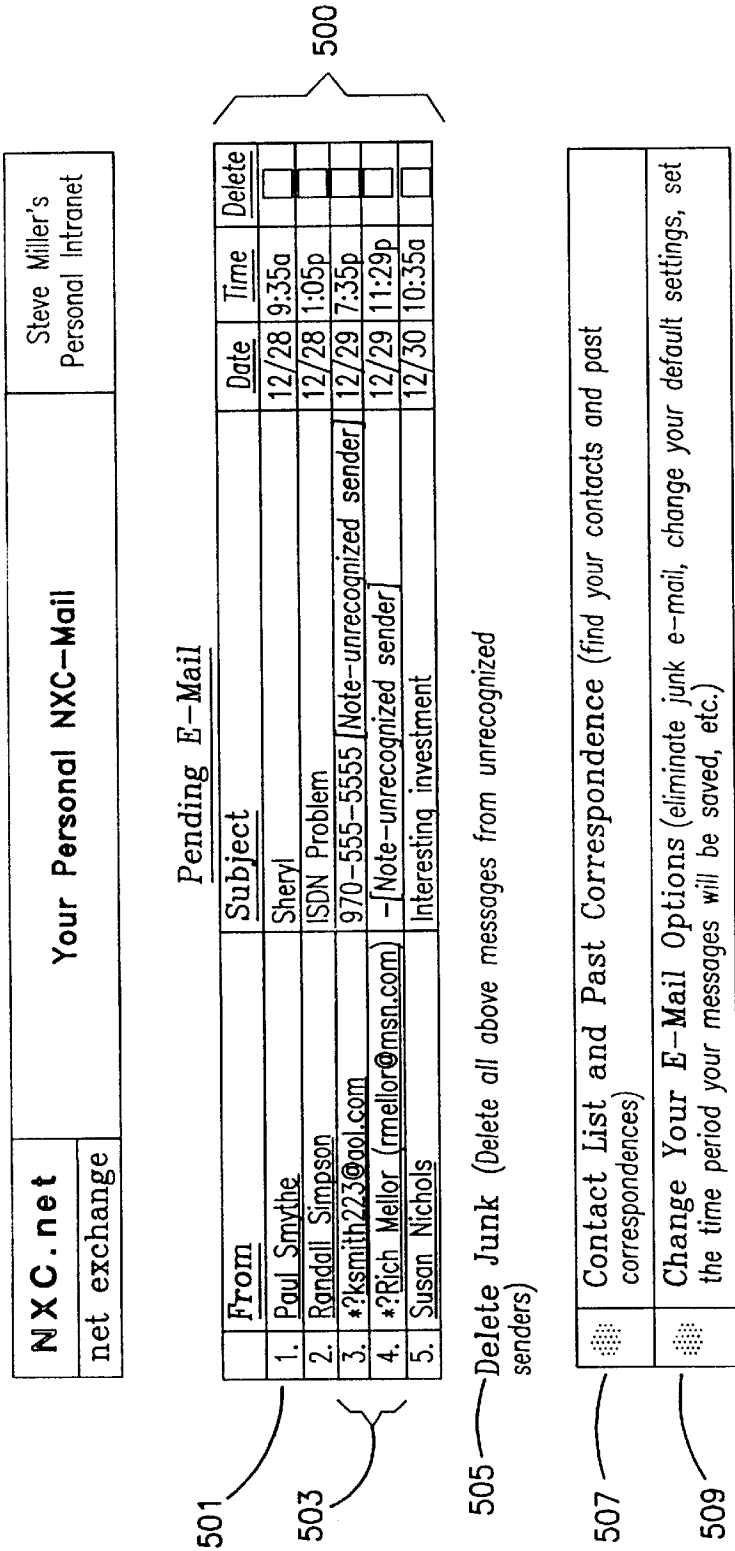 NXC.net
net exchange
Your Personal NXC-Mail
Steve Miller's
Personal Intranet
Pending E-Mail
From Subject Date Time Delete
1. Paul Smythe Sheryl 12/28 9:35a
2. Randall Simpson ISDN Problem 12/28 1:05p
3. *?ksmith223@aol.com 970-555-5555 [Note-unrecognized sender] 12/29 7:35p
4. *?Rich Mellor (rmellor@msn.com) -[Note-unrecognized sender] 12/29 11:29p
5. Susan Nichols Interesting investment 12/30 10:35a
500
501
503
505 Delete Junk (Delete all above messages from unrecognized
senders)
507 Contact List and Past Correspondence (find your contacts and past
correspondences)
509 Change Your E-Mail Options (eliminate junk e-mail, change your default settings, set
the time period your messages will be saved, etc.)